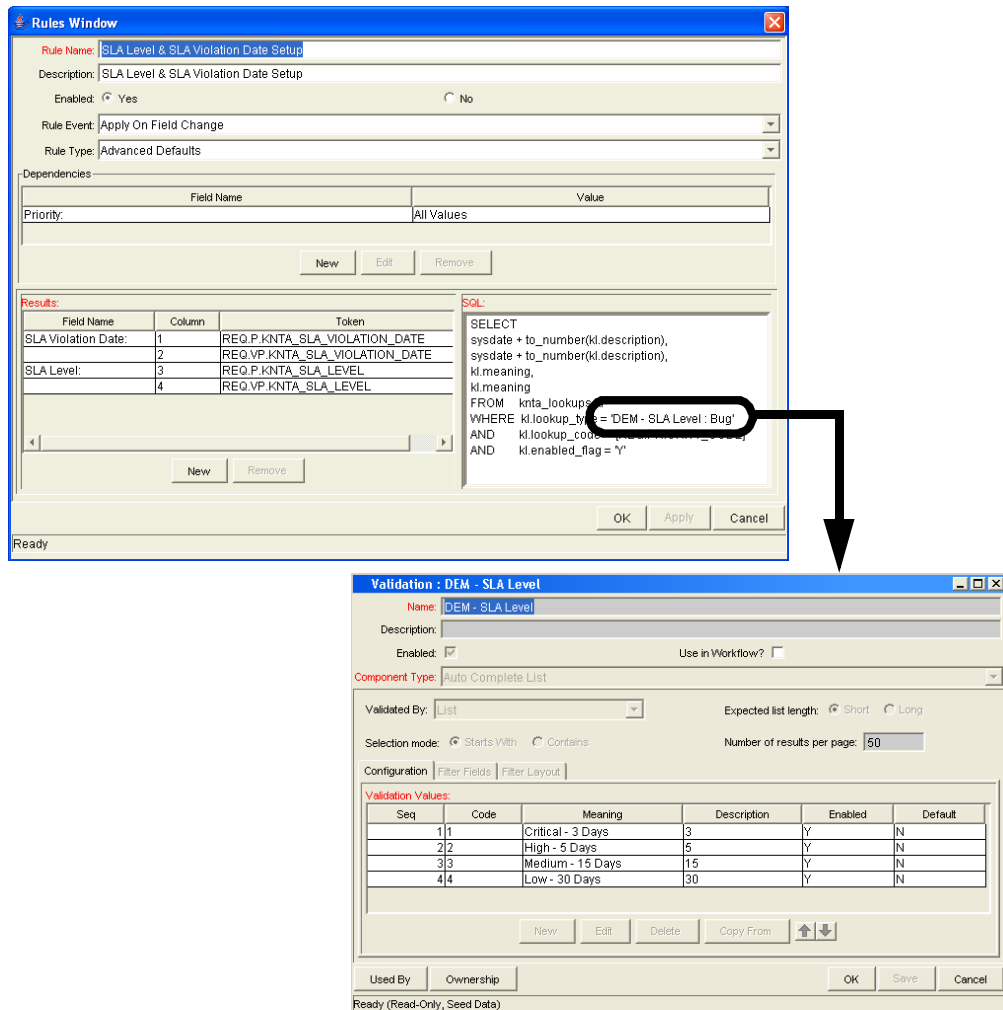 Rules Window
Rule Name: SLA Level & SLA Violation Date Setup
Description: SLA Level & SLA Violation Date Setup
Enabled: Yes No
Rule Event: Apply On Field Change
Rule Type: Advanced Defaults
Dependencies
Field Name Value
Priority: All Values
New Edit Remove
Results:
Field Name Column Token
SLA Violation Date: 1 REQ.P.KNTA_SLA_VIOLATION_DATE
2 REQ.VP.KNTA_SLA_VIOLATION_DATE
SLA Level: 3 REQ.P.KNTA_SLA_LEVEL
4 REQ.VP.KNTA_SLA_LEVEL
New Remove
SQL:
SELECT
sysdate + to_number(kl.description),
sysdate + to_number(kl.description),
kl.meaning,
kl.meaning
FROM knta_lookups
WHERE kl.lookup_type = 'DEM - SLA Level : Bug'
AND kl.lookup_code
AND kl.enabled_flag = 'Y'
OK Apply Cancel
Ready
Validation : DEM - SLA Level
Name: DEM - SLA Level
Description:
Enabled: Use in Workflow?
Component Type: Auto Complete List
Validated By: List Expected list length: Short Long
Selection mode: Starts With Contains Number of results per page: 50
Configuration Filter Fields Filter Layout
Validation Values:
Seq Code Meaning Description Enabled Default
1 1 Critical - 3 Days 3 Y N
2 2 High - 5 Days 5 Y N
3 3 Medium - 15 Days 15 Y N
4 4 Low - 30 Days 30 Y N
New Edit Delete Copy From
Used By Ownership OK Save Cancel
Ready (Read-Only, Seed Data)